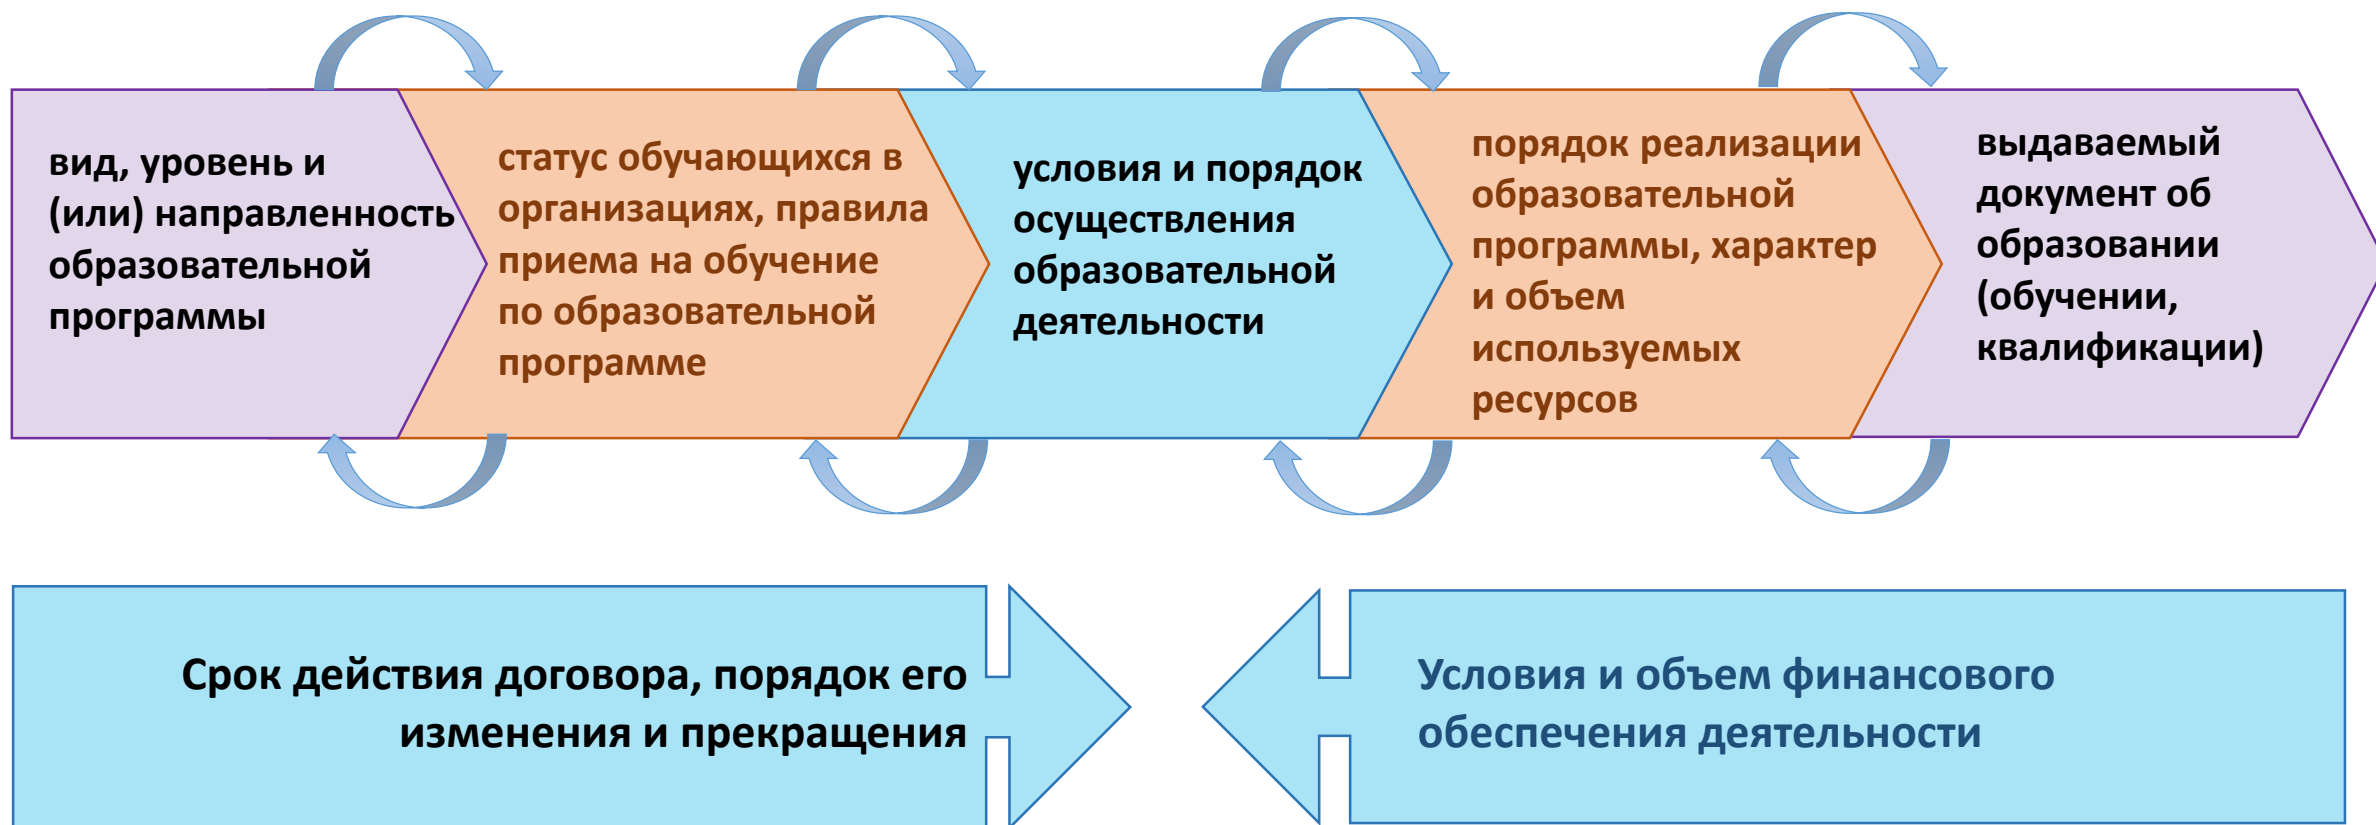 вид, уровень и
(или) направленность
образовательной
программы
статус обучающихся в
организациях, правила
приема на обучение
по образовательной
программе
условия и порядок
осуществления
образовательной
деятельности
порядок реализации
образовательной
программы, характер
и объем
используемых
ресурсов
выдаваемый
документ об
образовании
(обучении,
квалификации)
Срок действия договора, порядок его
изменения и прекращения
Условия и объем финансового
обеспечения деятельности